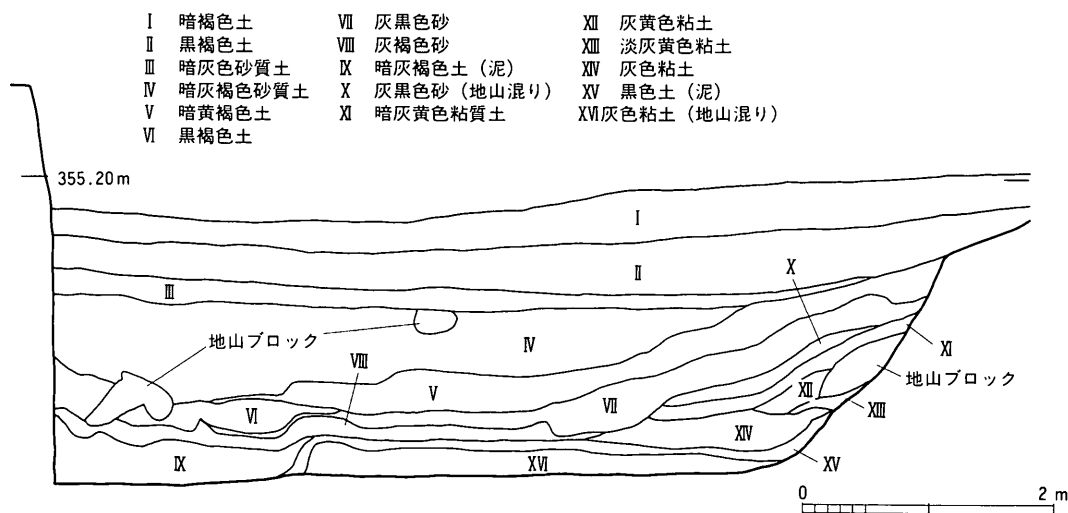 Ⅰ 暗褐色土
Ⅱ 黒褐色土
Ⅲ 暗灰色砂質土
Ⅳ 暗灰褐色砂質土
Ⅴ 暗黄褐色土
Ⅵ 黒褐色土
Ⅶ 灰黒色砂
Ⅷ 灰褐色砂
Ⅸ 暗灰褐色土（泥）
Ⅹ 灰黒色砂（地山混り）
Ⅺ 暗灰黄色粘質土
Ⅻ 灰黄色粘土
XIII 淡灰黄色粘土
XIV 灰色粘土
XV 黒色土（泥）
XVI 灰色粘土（地山混り）
355.20m
Ⅰ
Ⅱ
Ⅹ
Ⅲ
地山ブロック
Ⅳ
Ⅷ
Ⅺ
地山ブロック
Ⅴ
Ⅻ
Ⅵ
Ⅶ
XIII
XIV
Ⅸ
XVI
XV
0 2 m